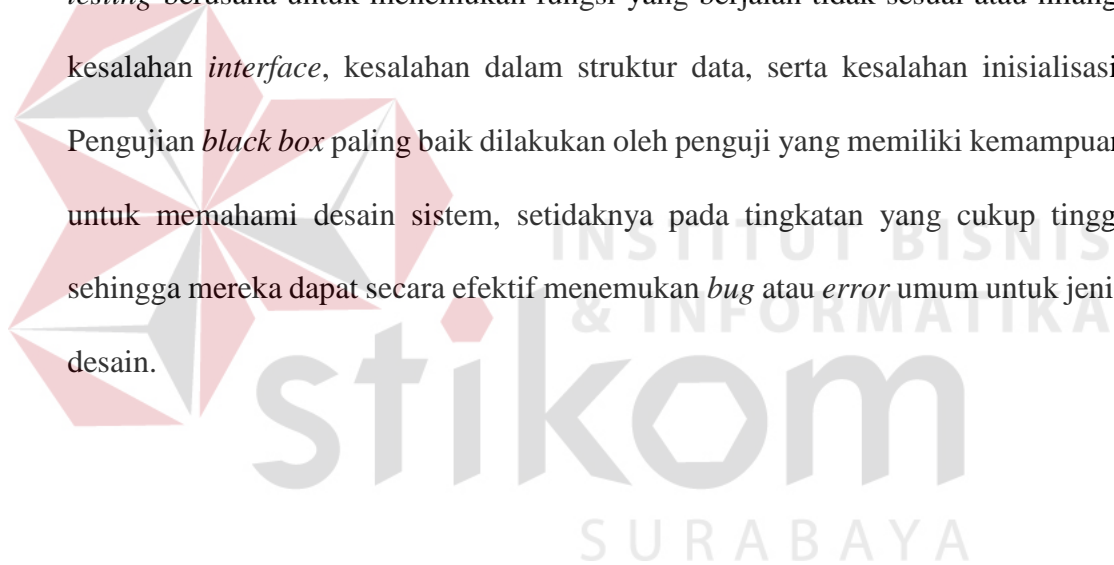 testing berusaha untuk menemukan fungsi yang berjalan tidak sesuai atau hilang
kesalahan interface, kesalahan dalam struktur data, serta kesalahan inisialisasi
Pengujian black box paling baik dilakukan oleh penguji yang memiliki kemampuan
untuk memahami desain sistem, setidaknya pada tingkatan yang cukup tingg
sehingga mereka dapat secara efektif menemukan bug atau error umum untuk jeni
desain.
INSTITUT BISNIS
& INFORMATIKA
stikom
SURABAYA